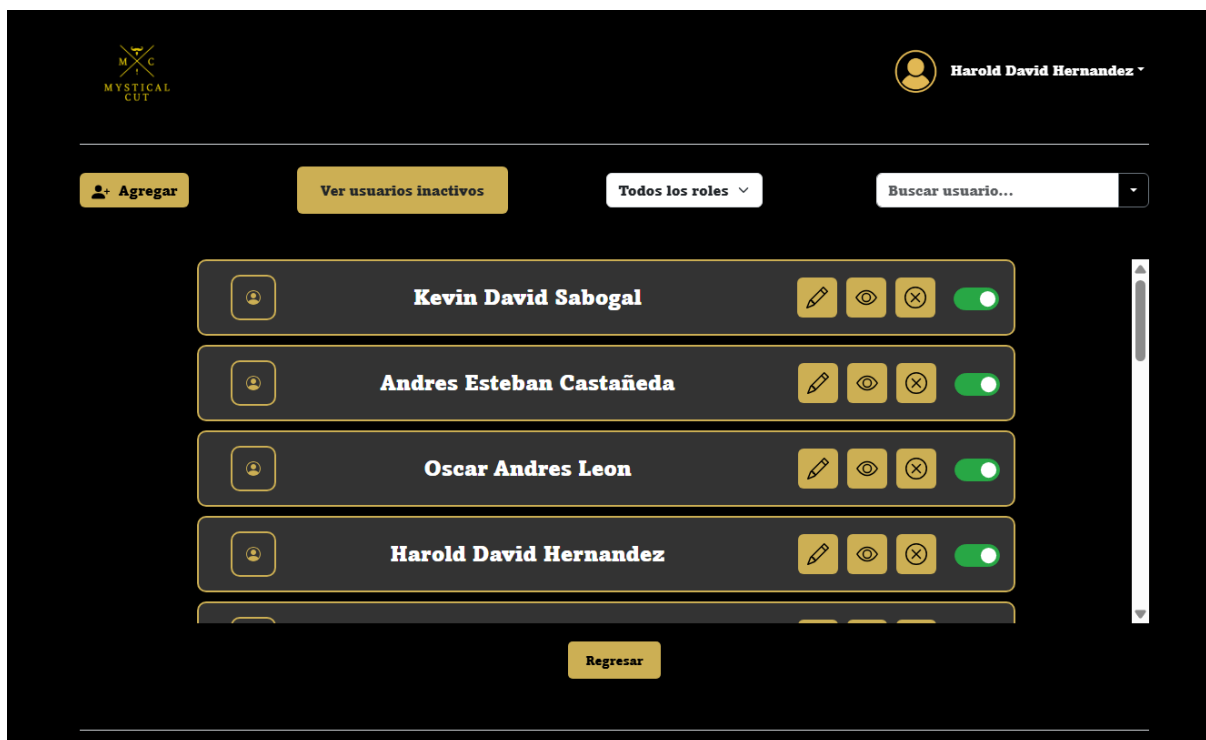 M C
MYSTICAL
CUT
Harold David Hernandez
Agregar
Ver usuarios inactivos
Todos los roles
Buscar usuario...
Kevin David Sabogal
Andres Esteban Castañeda
Oscar Andres Leon
Harold David Hernandez
Regresar